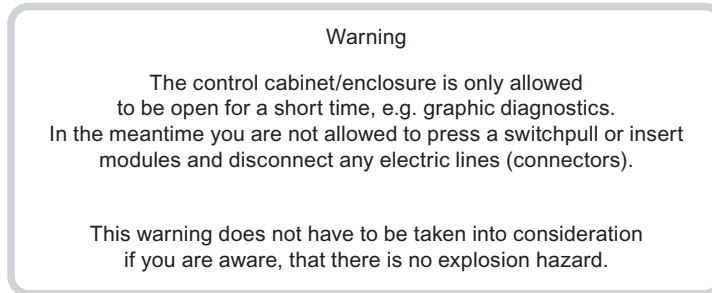 Warning
The control cabinet/enclosure is only allowed
to be open for a short time, e.g. graphic diagnostics.
In the meantime you are not allowed to press a switchpull or insert
modules and disconnect any electric lines (connectors).
This warning does not have to be taken into consideration
if you are aware, that there is no explosion hazard.